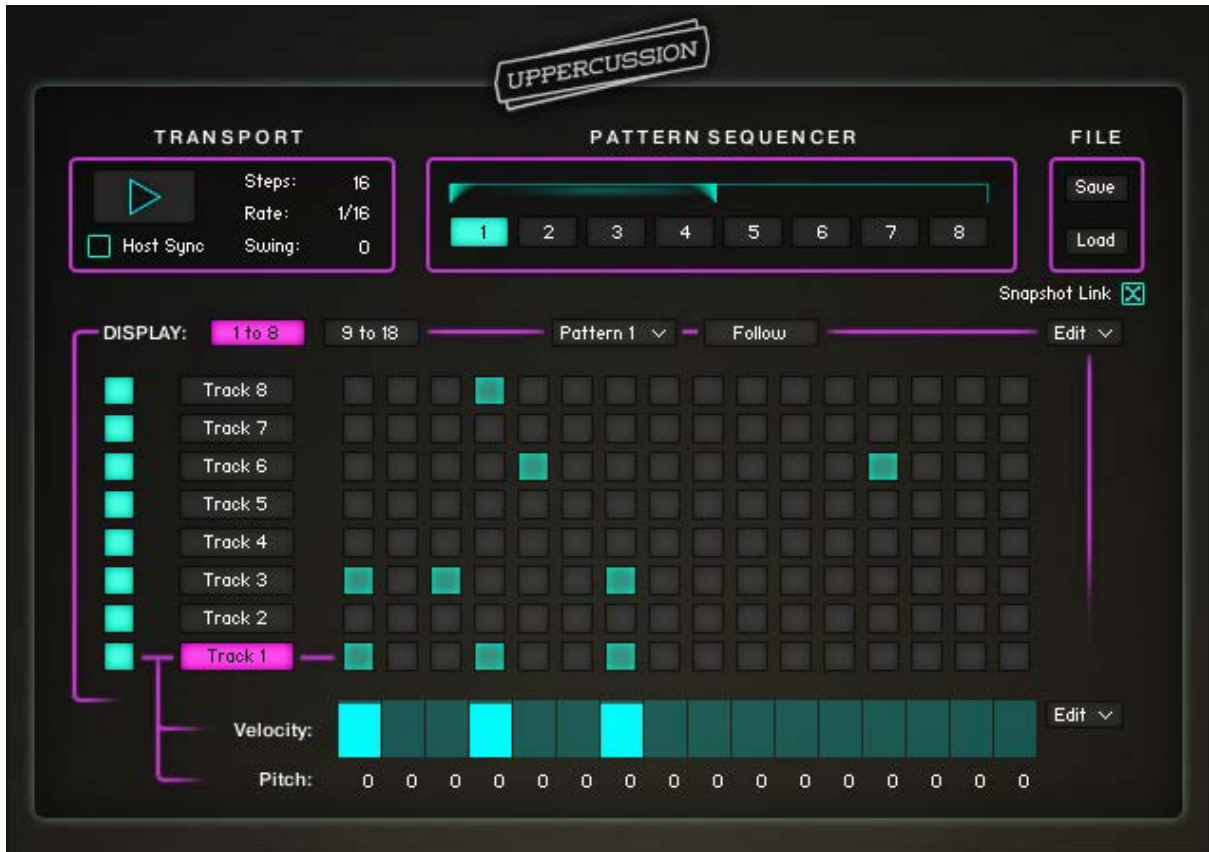 UPPERCUSSION
TRANSPORT
PATTERN SEQUENCER
FILE
Steps: 16
Rate: 1/16
Host Sync
Swing: 0
1 2 3 4 5 6 7 8
Save
Load
Snapshot Link
DISPLAY: 1 to 8 9 to 18 Pattern 1 Follow Edit
Track 8
Track 7
Track 6
Track 5
Track 4
Track 3
Track 2
Track 1
Velocity: Edit
Pitch: 0 0 0 0 0 0 0 0 0 0 0 0 0 0 0 0